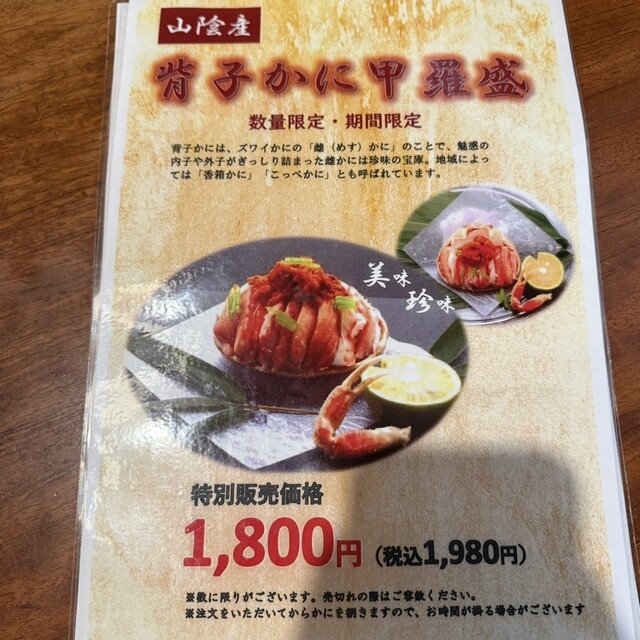 山陰産
背子かに甲羅盛
数量限定・期間限定
背子かには、ズワイかにの「雌（めす）かに」のことで、魅惑の
内子や外子がぎっしり詰まった雌かには珍味の宝庫。地域によっ
ては「香箱かに」「こっぺかに」とも呼ばれています。
美味
珍味
特別販売価格
1,800円（税込1,980円）
※数に限りがございます。売切れの際はご容赦ください。
※注文をいただいてからかにを剥きますので、お時間が掛る場合がございます